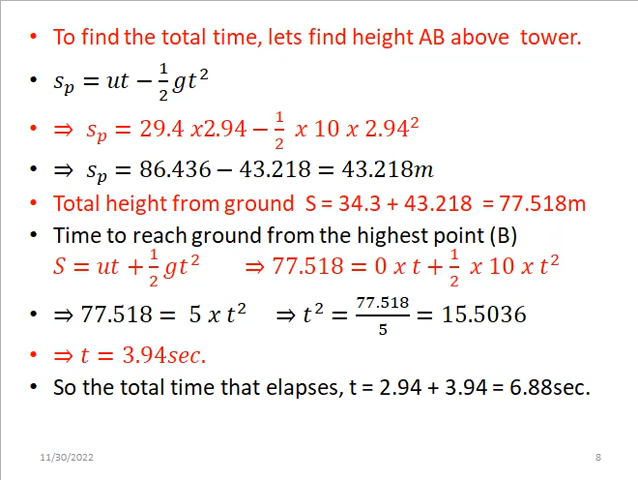 • To find the total time, lets find height AB above tower.
• sₚ = ut − ½gt²
• ⇒ sₚ = 29.4 x2.94 − ½ x 10 x 2.94²
• ⇒ sₚ = 86.436 − 43.218 = 43.218m
• Total height from ground S = 34.3 + 43.218 = 77.518m
• Time to reach ground from the highest point (B)
S = ut + ½gt² ⇒ 77.518 = 0 x t + ½ x 10 x t²
• ⇒ 77.518 = 5 x t² ⇒ t² = 77.518/5 = 15.5036
• ⇒ t = 3.94sec.
• So the total time that elapses, t = 2.94 + 3.94 = 6.88sec.
11/30/2022 8